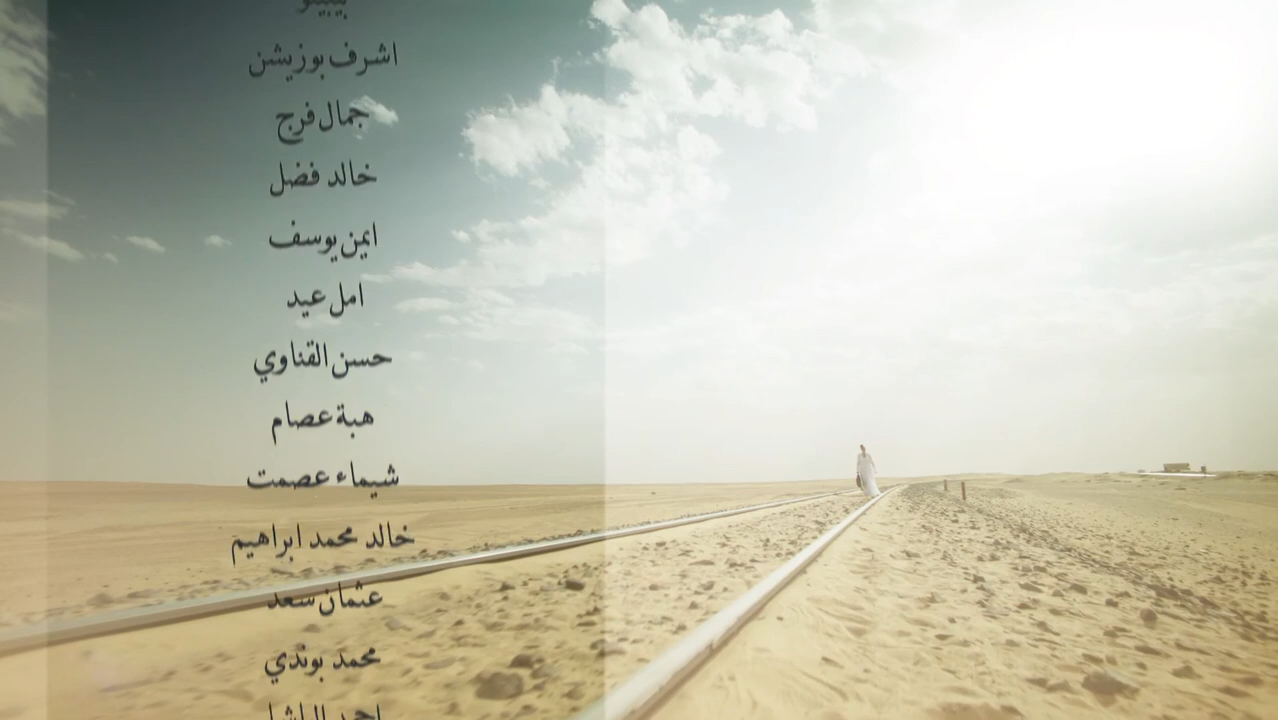 اشرف بوزيشن
جمال فرج
خالد فضل
ايمن يوسف
امل عيد
حسن القناوي
هبة عصام
شيماء عصمت
خالد محمد ابراهيم
عثمان سعد
محمد بوندي